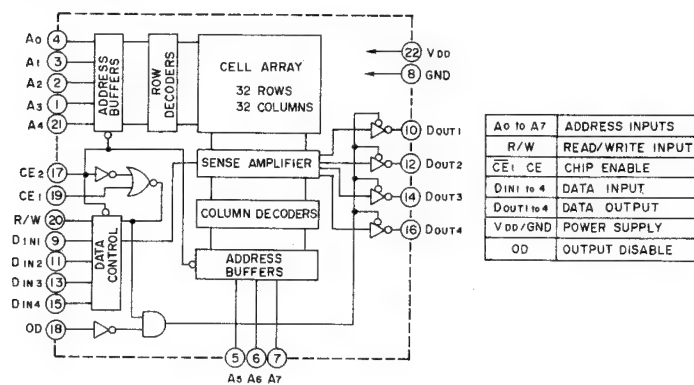 A0 4
A1 3
A2 2
A3 1
A4 21
CE2 17
CE1 19
R/W 20
DIN1 9
DIN2 11
DIN3 13
DIN4 15
OD 18
ADDRESS
BUFFERS
ROW
DECODERS
CELL ARRAY
32 ROWS
32 COLUMNS
SENSE AMPLIFIER
COLUMN DECODERS
ADDRESS
BUFFERS
DATA
CONTROL
5 6 7
A5 A6 A7
22 VDD
8 GND
10 DOUT1
12 DOUT2
14 DOUT3
16 DOUT4
A0 to A7 ADDRESS INPUTS
R/W READ/WRITE INPUT
C̅E̅1 CE CHIP ENABLE
DIN1 to 4 DATA INPUT
DOUT1 to 4 DATA OUTPUT
VDD/GND POWER SUPPLY
OD OUTPUT DISABLE